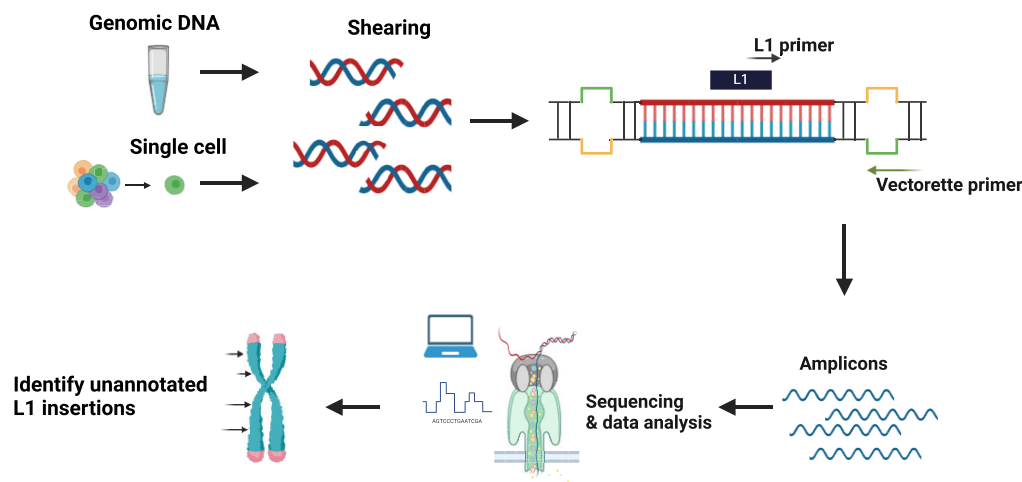 Genomic DNA
Shearing
Single cell
L1 primer
L1
Vectorette primer
Amplicons
Sequencing
& data analysis
AGTCCCTGAATCGA
Identify unannotated
L1 insertions